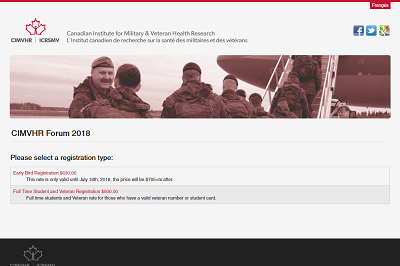 Français
Canadian Institute for Military & Veteran Health Research
L'Institut canadien de recherche sur la santé des militaires et des vétérans
CIMVHR | ICRSMV
CIMVHR Forum 2018
Please select a registration type:
Early Bird Registration $630.00
This rate is only valid until July 18th, 2018, the price will be after.
Full Time Student and Veteran Registration $500.00
Full time students and Veteran rate for those who have a valid veteran number or student card.
CIMVHR | ICRSMV